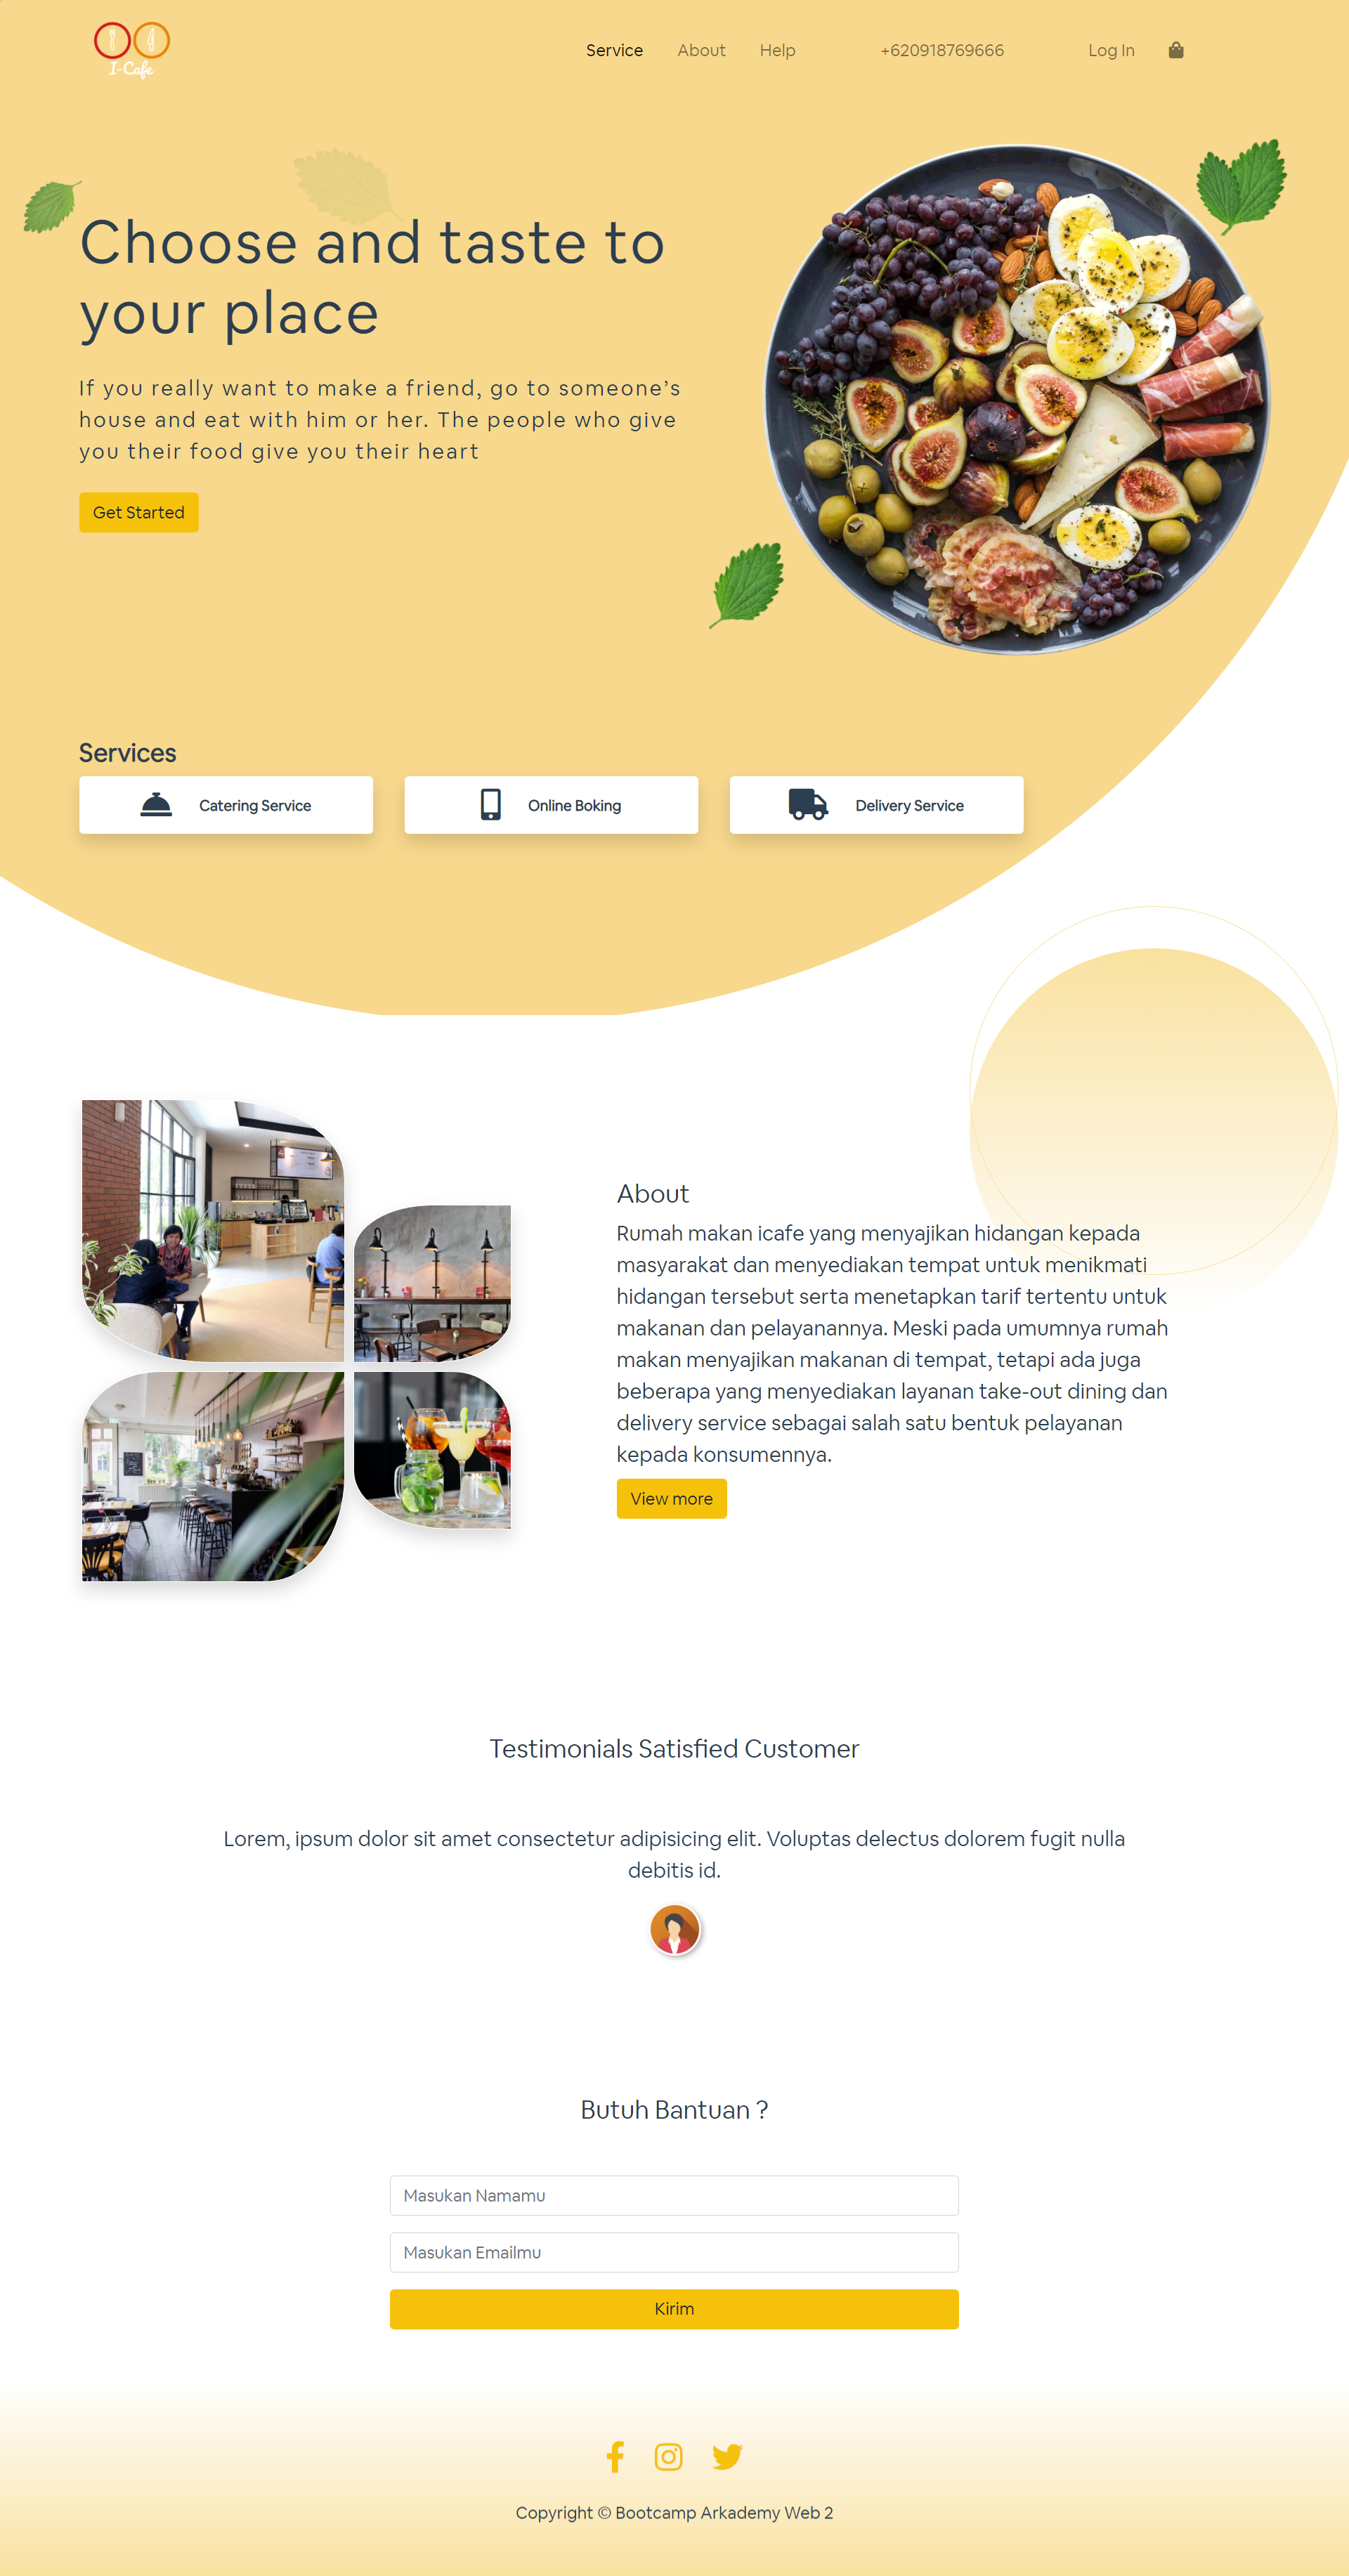 I-Cafe
Service
About
Help
+620918769666
Log In
Choose and taste to
your place
If you really want to make a friend, go to someone’s
house and eat with him or her. The people who give
you their food give you their heart
Get Started
Services
Catering Service
Online Boking
Delivery Service
About
Rumah makan icafe yang menyajikan hidangan kepada
masyarakat dan menyediakan tempat untuk menikmati
hidangan tersebut serta menetapkan tarif tertentu untuk
makanan dan pelayanannya. Meski pada umumnya rumah
makan menyajikan makanan di tempat, tetapi ada juga
beberapa yang menyediakan layanan take-out dining dan
delivery service sebagai salah satu bentuk pelayanan
kepada konsumennya.
View more
Testimonials Satisfied Customer
Lorem, ipsum dolor sit amet consectetur adipisicing elit. Voluptas delectus dolorem fugit nulla
debitis id.
Butuh Bantuan ?
Masukan Namamu
Masukan Emailmu
Kirim
Copyright © Bootcamp Arkademy Web 2